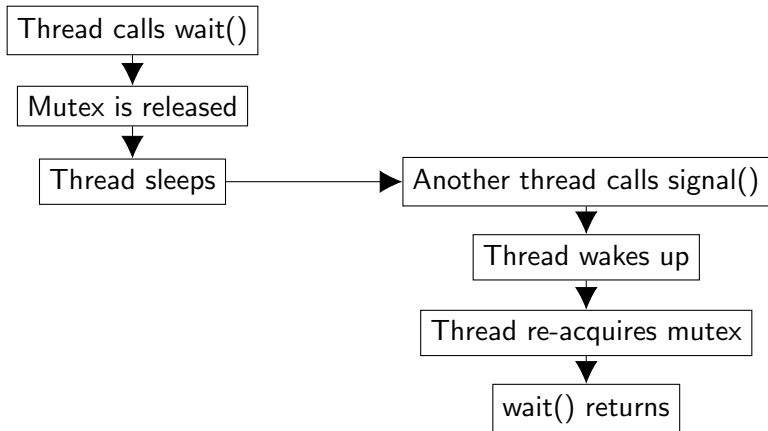 Thread calls wait()
Mutex is released
Thread sleeps
Another thread calls signal()
Thread wakes up
Thread re-acquires mutex
wait() returns